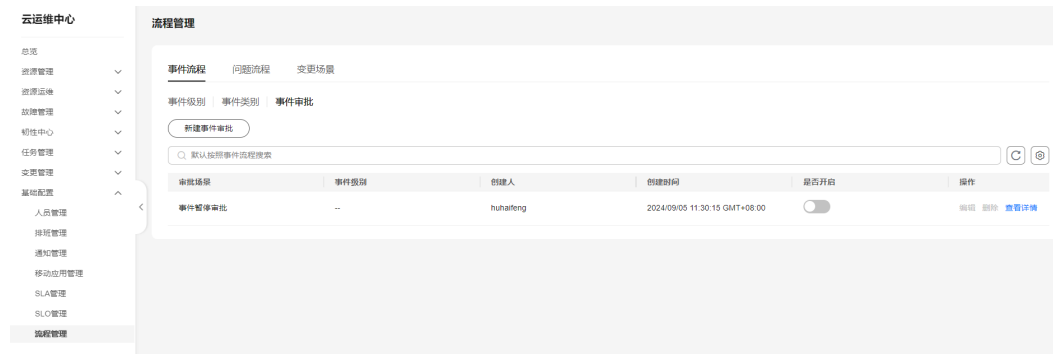 云运维中心
总览
资源管理
资源运维
故障管理
韧性中心
任务管理
变更管理
基础配置
人员管理
排班管理
通知管理
移动应用管理
SLA管理
SLO管理
流程管理
流程管理
事件流程 问题流程 变更场景
事件级别 事件类别 事件审批
新建事件审批
默认按照事件流程搜索
审批场景 事件级别 创建人 创建时间 是否开启 操作
事件暂停审批 -- huhaifeng 2024/09/05 11:30:15 GMT+08:00 编辑 删除 查看详情